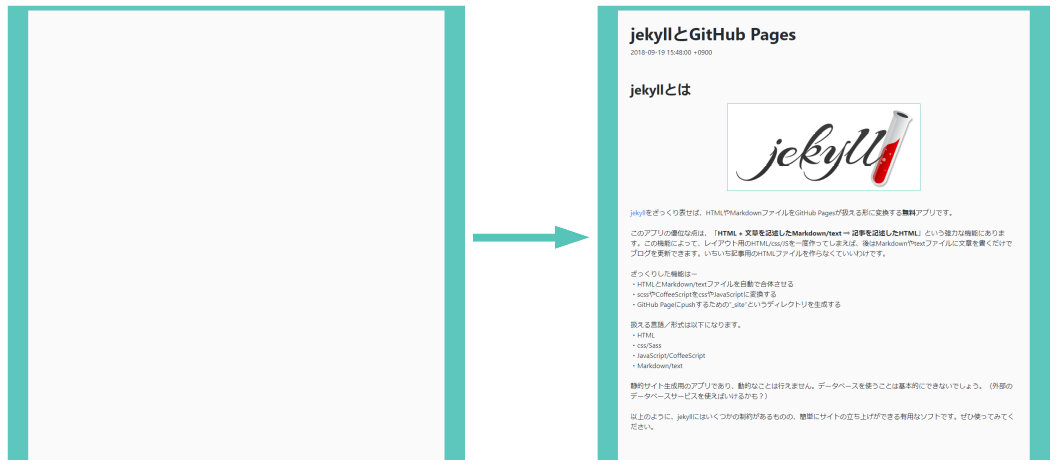 jekyllとGitHub Pages
2018-09-19 15:48:00 +0900
jekyllとは
jekyll
jekyllをざっくり表せば、HTMLやMarkdownファイルをGitHub Pagesが扱える形に変換する無料アプリです。
このアプリの優位な点は、「HTML + 文章を記述したMarkdown/text ⇒ 記事を記述したHTML」という強力な機能にありま
す。この機能によって、レイアウト用のHTML/css/JSを一度作ってしまえば、後はMarkdownやtextファイルに文章を書くだけで
ブログを更新できます。いちいち記事用のHTMLファイルを作らなくていいわけです。
ざっくりした機能はー
・HTMLとMarkdown/textファイルを自動で合体させる
・scssやCoffeeScriptをcssやJavaScriptに変換する
・GitHub Pageにpushするための"_site"というディレクトリを生成する
扱える言語／形式は以下になります。
・HTML
・css/Sass
・JavaScript/CoffeeScript
・Markdown/text
静的サイト生成用のアプリであり、動的なことは行えません。データベースを使うことは基本的にできないでしょう。（外部の
データベースサービスを使えばいけるかも？）
以上のように、jekyllにはいくつかの制約があるものの、簡単にサイトの立ち上げができる有用なソフトです。ぜひ使ってみてく
ださい。